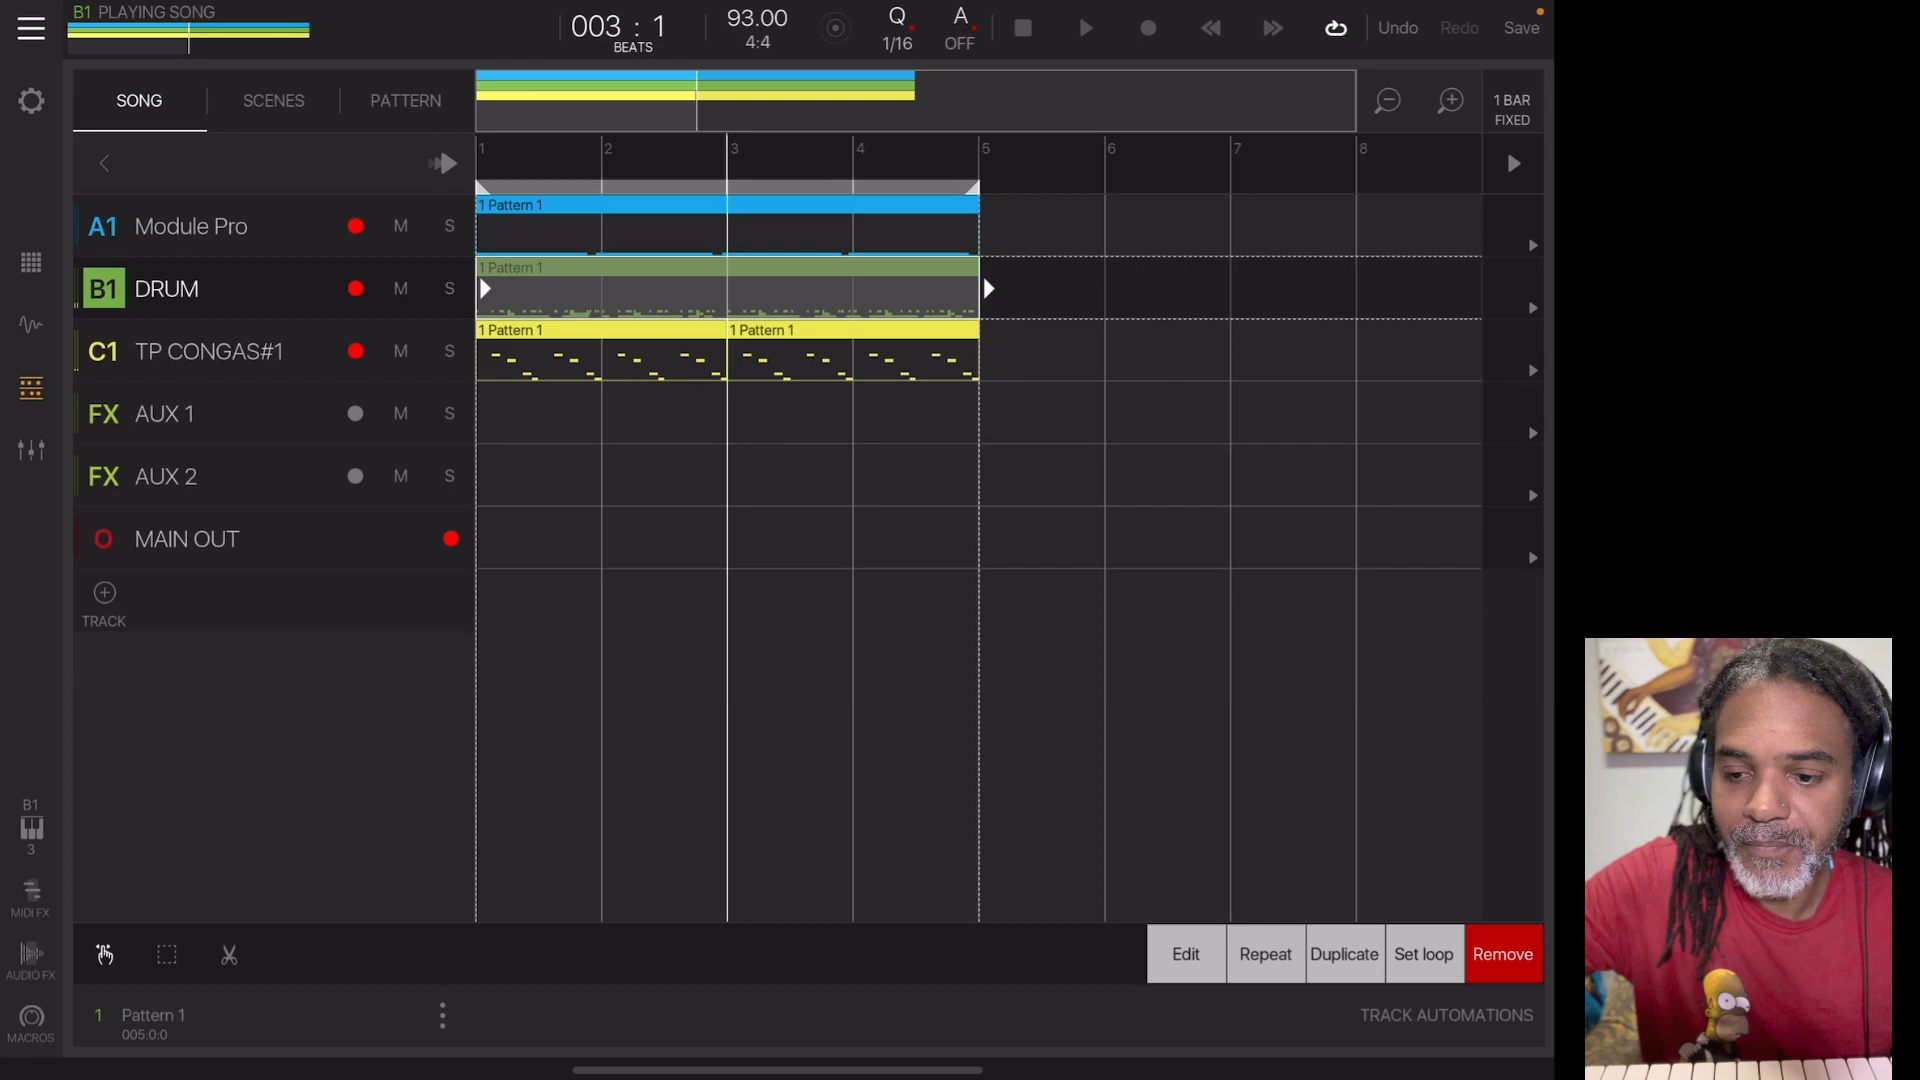 B1 PLAYING SONG
003 : 1
BEATS
93.00
4:4
Q
1/16
A
OFF
Undo
Redo
Save
SONG
SCENES
PATTERN
1 BAR
FIXED
1
2
3
4
5
6
7
8
A1 Module Pro M S
1 Pattern 1
B1 DRUM M S
1 Pattern 1
C1 TP CONGAS#1 M S
1 Pattern 1
1 Pattern 1
FX AUX 1 M S
FX AUX 2 M S
O MAIN OUT
TRACK
B1
3
MIDI FX
AUDIO FX
MACROS
Edit
Repeat
Duplicate
Set loop
Remove
1 Pattern 1
005:0:0
TRACK AUTOMATIONS